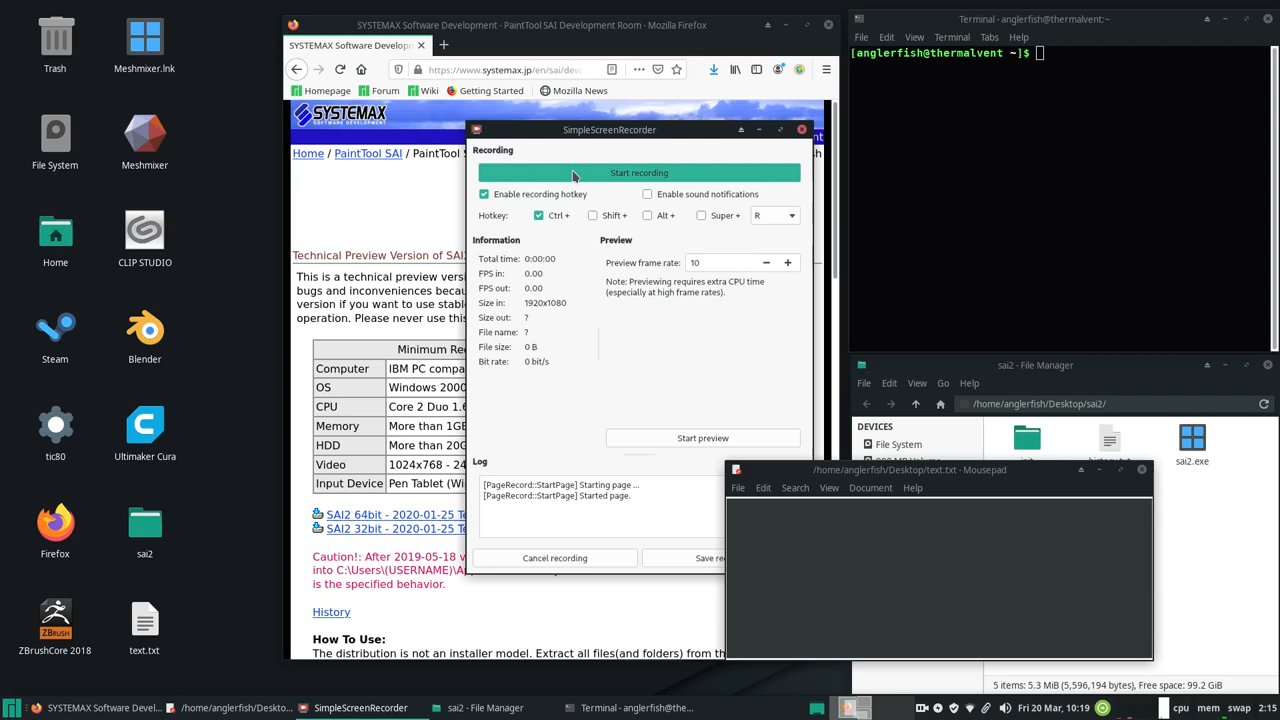 Trash
Meshmixer.lnk
File System
Meshmixer
Home
CLIP STUDIO
Steam
Blender
tic80
Ultimaker Cura
Firefox
sai2
ZBrushCore 2018
text.txt
SYSTEMAX Software Development - PaintTool SAI Development Room - Mozilla Firefox
SYSTEMAX Software Develop
https://www.systemax.jp/en/sai/dev
Homepage Forum Wiki Getting Started Mozilla News
SYSTEMAX
SOFTWARE DEVELOPMENT
Home / PaintTool SAI / PaintTool S
Technical Preview Version of SAI
This is a technical preview vers
bugs and inconveniences beca
version if you want to use stabl
operation. Please never use this
Minimum Re
Computer IBM PC compa
OS Windows 2000
CPU Core 2 Duo 1.6
Memory More than 1GE
HDD More than 20G
Video 1024x768 - 24
Input Device Pen Tablet (Win
SAI2 64bit - 2020-01-25 Te
SAI2 32bit - 2020-01-25 Te
Caution!: After 2019-05-18 v
into C:\Users\(USERNAME)\Ap
is the specified behavior.
History
How To Use:
The distribution is not an installer model. Extract all files(and folders) from the
SimpleScreenRecorder
Recording
Start recording
Enable recording hotkey Enable sound notifications
Hotkey: Ctrl + Shift + Alt + Super + R
Information
Total time: 0:00:00
FPS in: 0.00
FPS out: 0.00
Size in: 1920x1080
Size out: ?
File name: ?
File size: 0 B
Bit rate: 0 bit/s
Preview
Preview frame rate: 10
Note: Previewing requires extra CPU time
(especially at high frame rates).
Start preview
Log
[PageRecord::StartPage] Starting page ...
[PageRecord::StartPage] Started page.
Cancel recording Save re
Terminal - anglerfish@thermalvent:~
File Edit View Terminal Tabs Help
[anglerfish@thermalvent ~]$
sai2 - File Manager
File Edit View Go Help
/home/anglerfish/Desktop/sai2/
DEVICES
File System
sai2.exe
5 items: 5.3 MiB (5,596,194 bytes), Free space: 99.2 GiB
/home/anglerfish/Desktop/text.txt - Mousepad
File Edit Search View Document Help
SYSTEMAX Software Devel... /home/anglerfish/Deskto... SimpleScreenRecorder sai2 - File Manager Terminal - anglerfish@the... Fri 20 Mar, 10:19 cpu mem swap 2:15